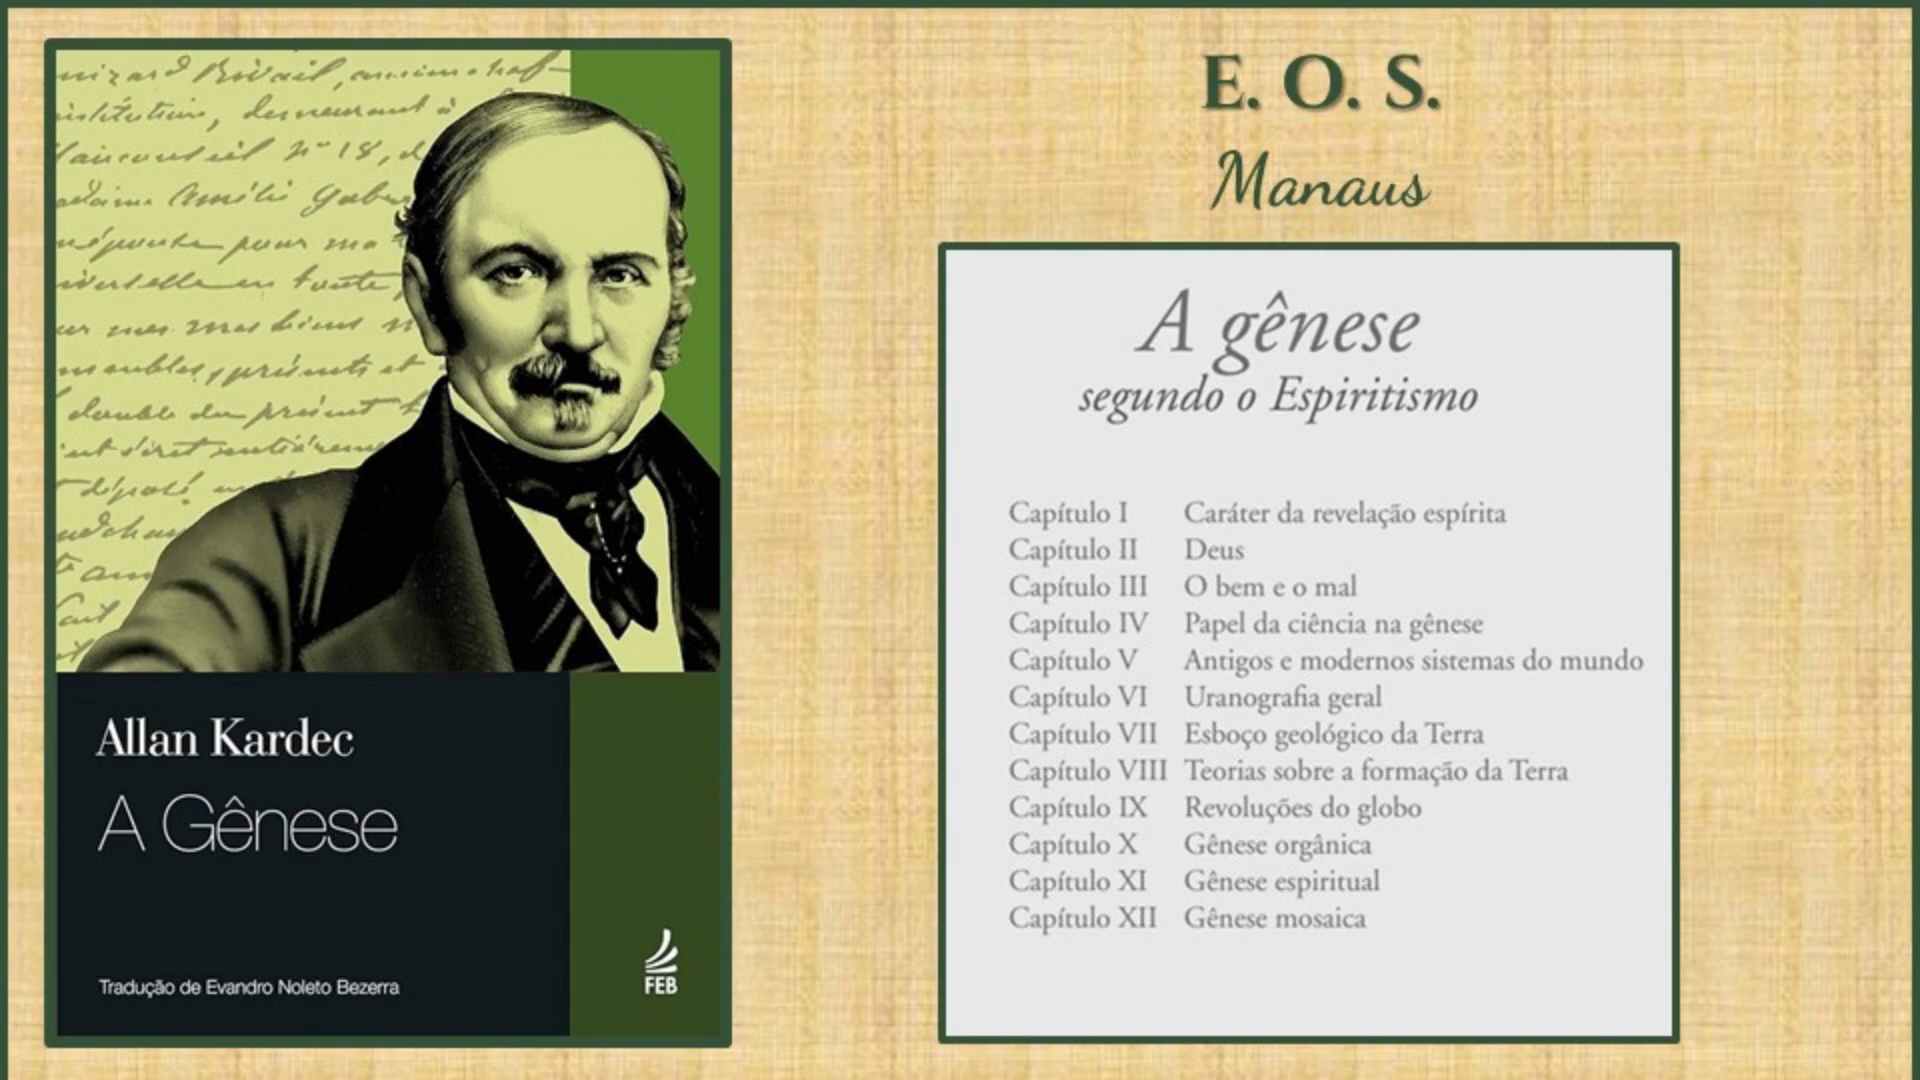 Allan Kardec
A Gênese
Tradução de Evandro Noleto Bezerra
FEB
E. O. S.
Manaus
A gênese
segundo o Espiritismo
Capítulo I Caráter da revelação espírita
Capítulo II Deus
Capítulo III O bem e o mal
Capítulo IV Papel da ciência na gênese
Capítulo V Antigos e modernos sistemas do mundo
Capítulo VI Uranografia geral
Capítulo VII Esboço geológico da Terra
Capítulo VIII Teorias sobre a formação da Terra
Capítulo IX Revoluções do globo
Capítulo X Gênese orgânica
Capítulo XI Gênese espiritual
Capítulo XII Gênese mosaica